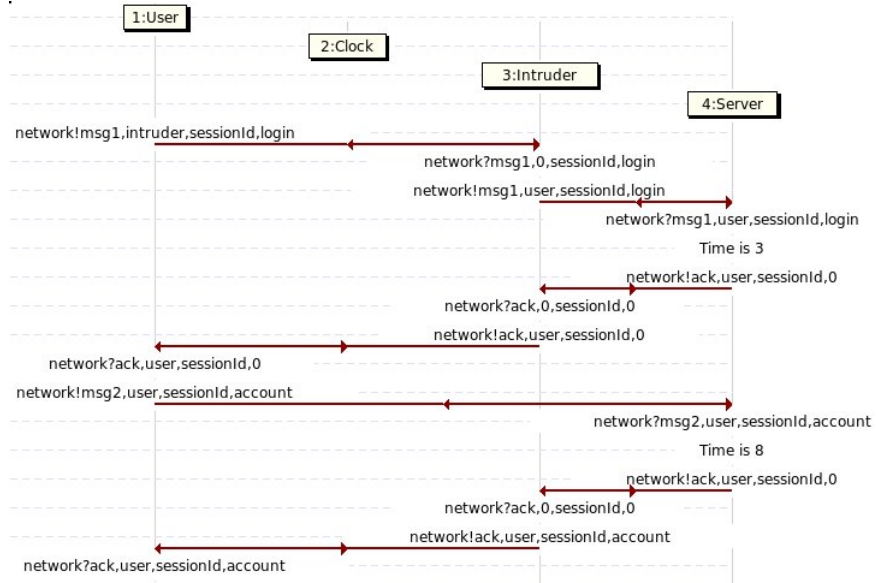 1:User
2:Clock
3:Intruder
4:Server
network!msg1,intruder,sessionId,login
network?msg1,0,sessionId,login
network!msg1,user,sessionId,login
network?msg1,user,sessionId,login
Time is 3
network!ack,user,sessionId,0
network?ack,0,sessionId,0
network!ack,user,sessionId,0
network?ack,user,sessionId,0
network!msg2,user,sessionId,account
network?msg2,user,sessionId,account
Time is 8
network!ack,user,sessionId,0
network?ack,0,sessionId,0
network!ack,user,sessionId,account
network?ack,user,sessionId,account